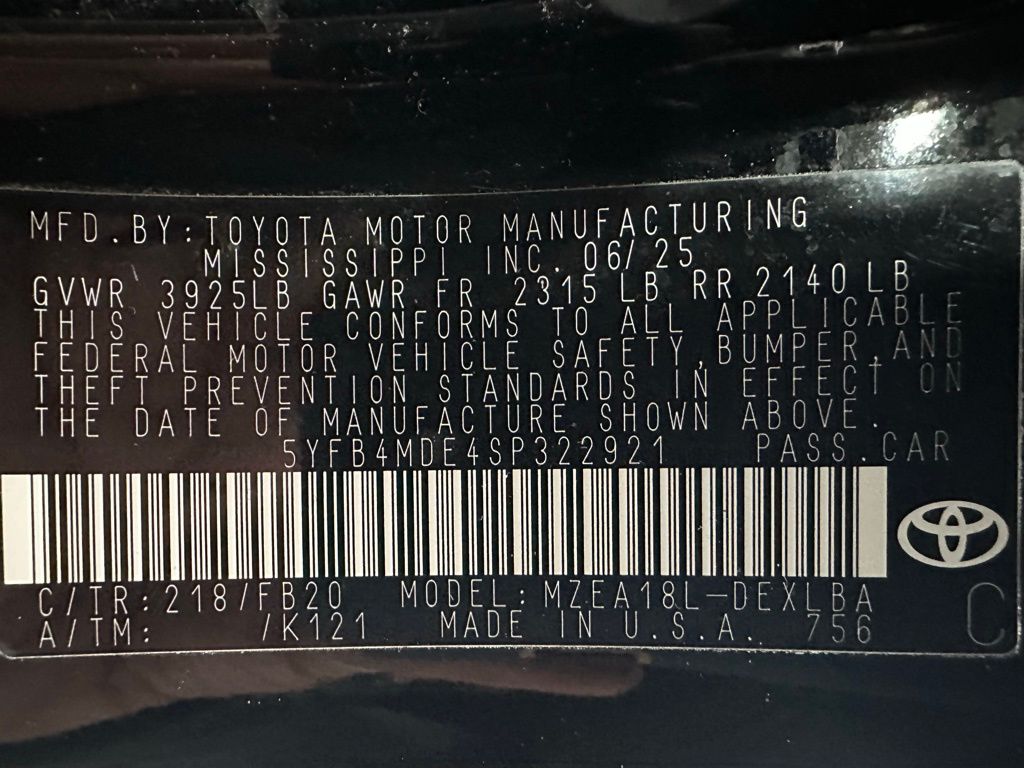 MFD.BY:TOYOTA MOTOR MANUFACTURING
MISSISSIPPI INC. 06/25
GVWR 3925LB GAWR FR 2315 LB RR 2140 LB
THIS VEHICLE CONFORMS TO ALL APPLICABLE
FEDERAL MOTOR VEHICLE SAFETY,BUMPER,AND
THEFT PREVENTION STANDARDS IN EFFECT ON
THE DATE OF MANUFACTURE SHOWN ABOVE.
5YFB4MDE4SP322921 PASS.CAR
C/TR:218/FB20 MODEL:MZEA18L-DEXLBA
A/TM: /K121 MADE IN U.S.A. 756
C